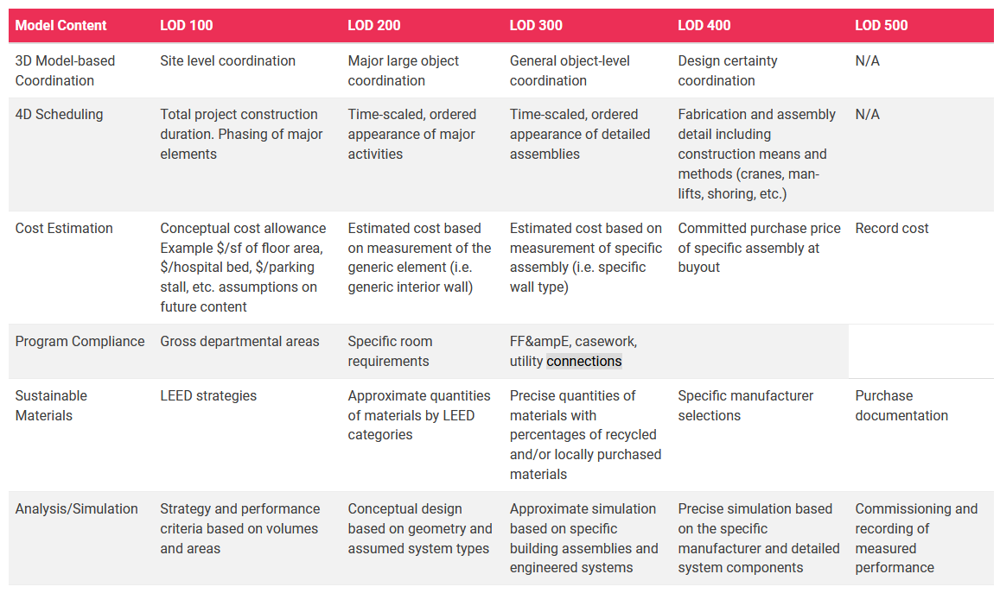 Model Content LOD 100 LOD 200 LOD 300 LOD 400 LOD 500
3D Model-based Site level coordination Major large object General object-level Design certainty N/A
Coordination coordination coordination coordination
4D Scheduling Total project construction Time-scaled, ordered Time-scaled, ordered Fabrication and assembly N/A
duration. Phasing of major appearance of major appearance of detailed detail including
elements activities assemblies construction means and
methods (cranes, man-
lifts, shoring, etc.)
Cost Estimation Conceptual cost allowance Estimated cost based Estimated cost based on Committed purchase price Record cost
Example $/sf of floor area, on measurement of the measurement of specific of specific assembly at
$/hospital bed, $/parking generic element (i.e. assembly (i.e. specific buyout
stall, etc. assumptions on generic interior wall) wall type)
future content
Program Compliance Gross departmental areas Specific room FF&ampE, casework,
requirements utility connections
Sustainable LEED strategies Approximate quantities Precise quantities of Specific manufacturer Purchase
Materials of materials by LEED materials with selections documentation
categories percentages of recycled
and/or locally purchased
materials
Analysis/Simulation Strategy and performance Conceptual design Approximate simulation Precise simulation based Commissioning and
criteria based on volumes based on geometry and based on specific on the specific recording of
and areas assumed system types building assemblies and manufacturer and detailed measured
engineered systems system components performance